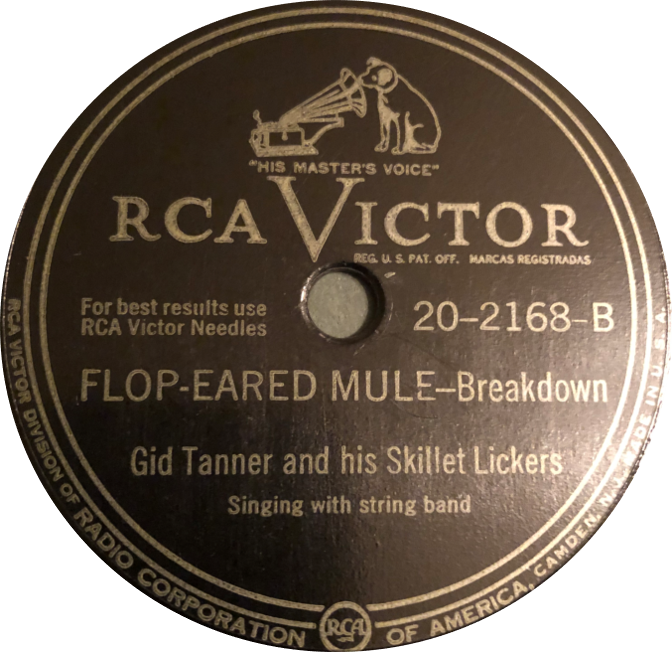 "HIS MASTER'S VOICE"
RCA VICTOR
REG. U. S. PAT. OFF. MARCAS REGISTRADAS
For best results use
RCA Victor Needles
20-2168-B
FLOP-EARED MULE–Breakdown
Gid Tanner and his Skillet Lickers
Singing with string band
RCA VICTOR DIVISION OF RADIO CORPORATION OF AMERICA, CAMDEN, N. J. MADE IN U. S. A.
RCA